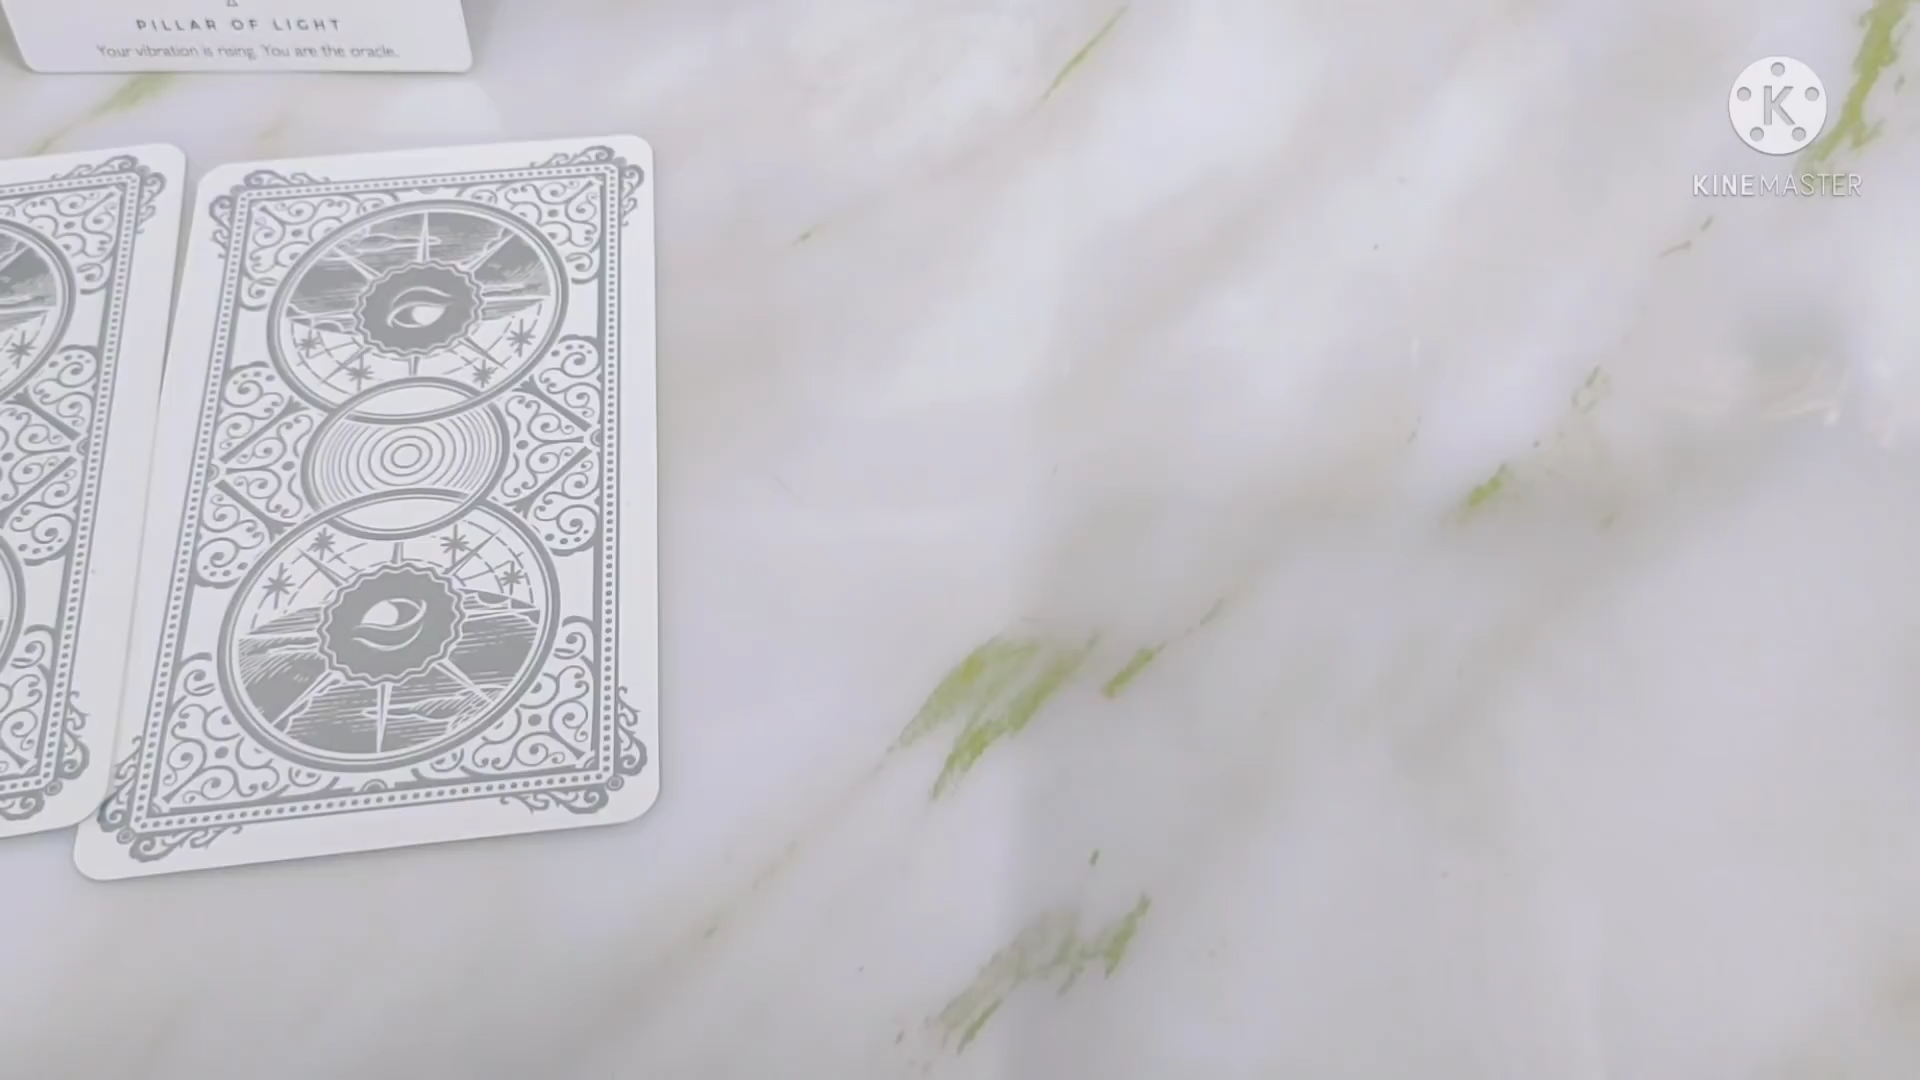 PILLAR OF LIGHT
Your vibration is rising. You are the oracle.
K
KINEMASTER